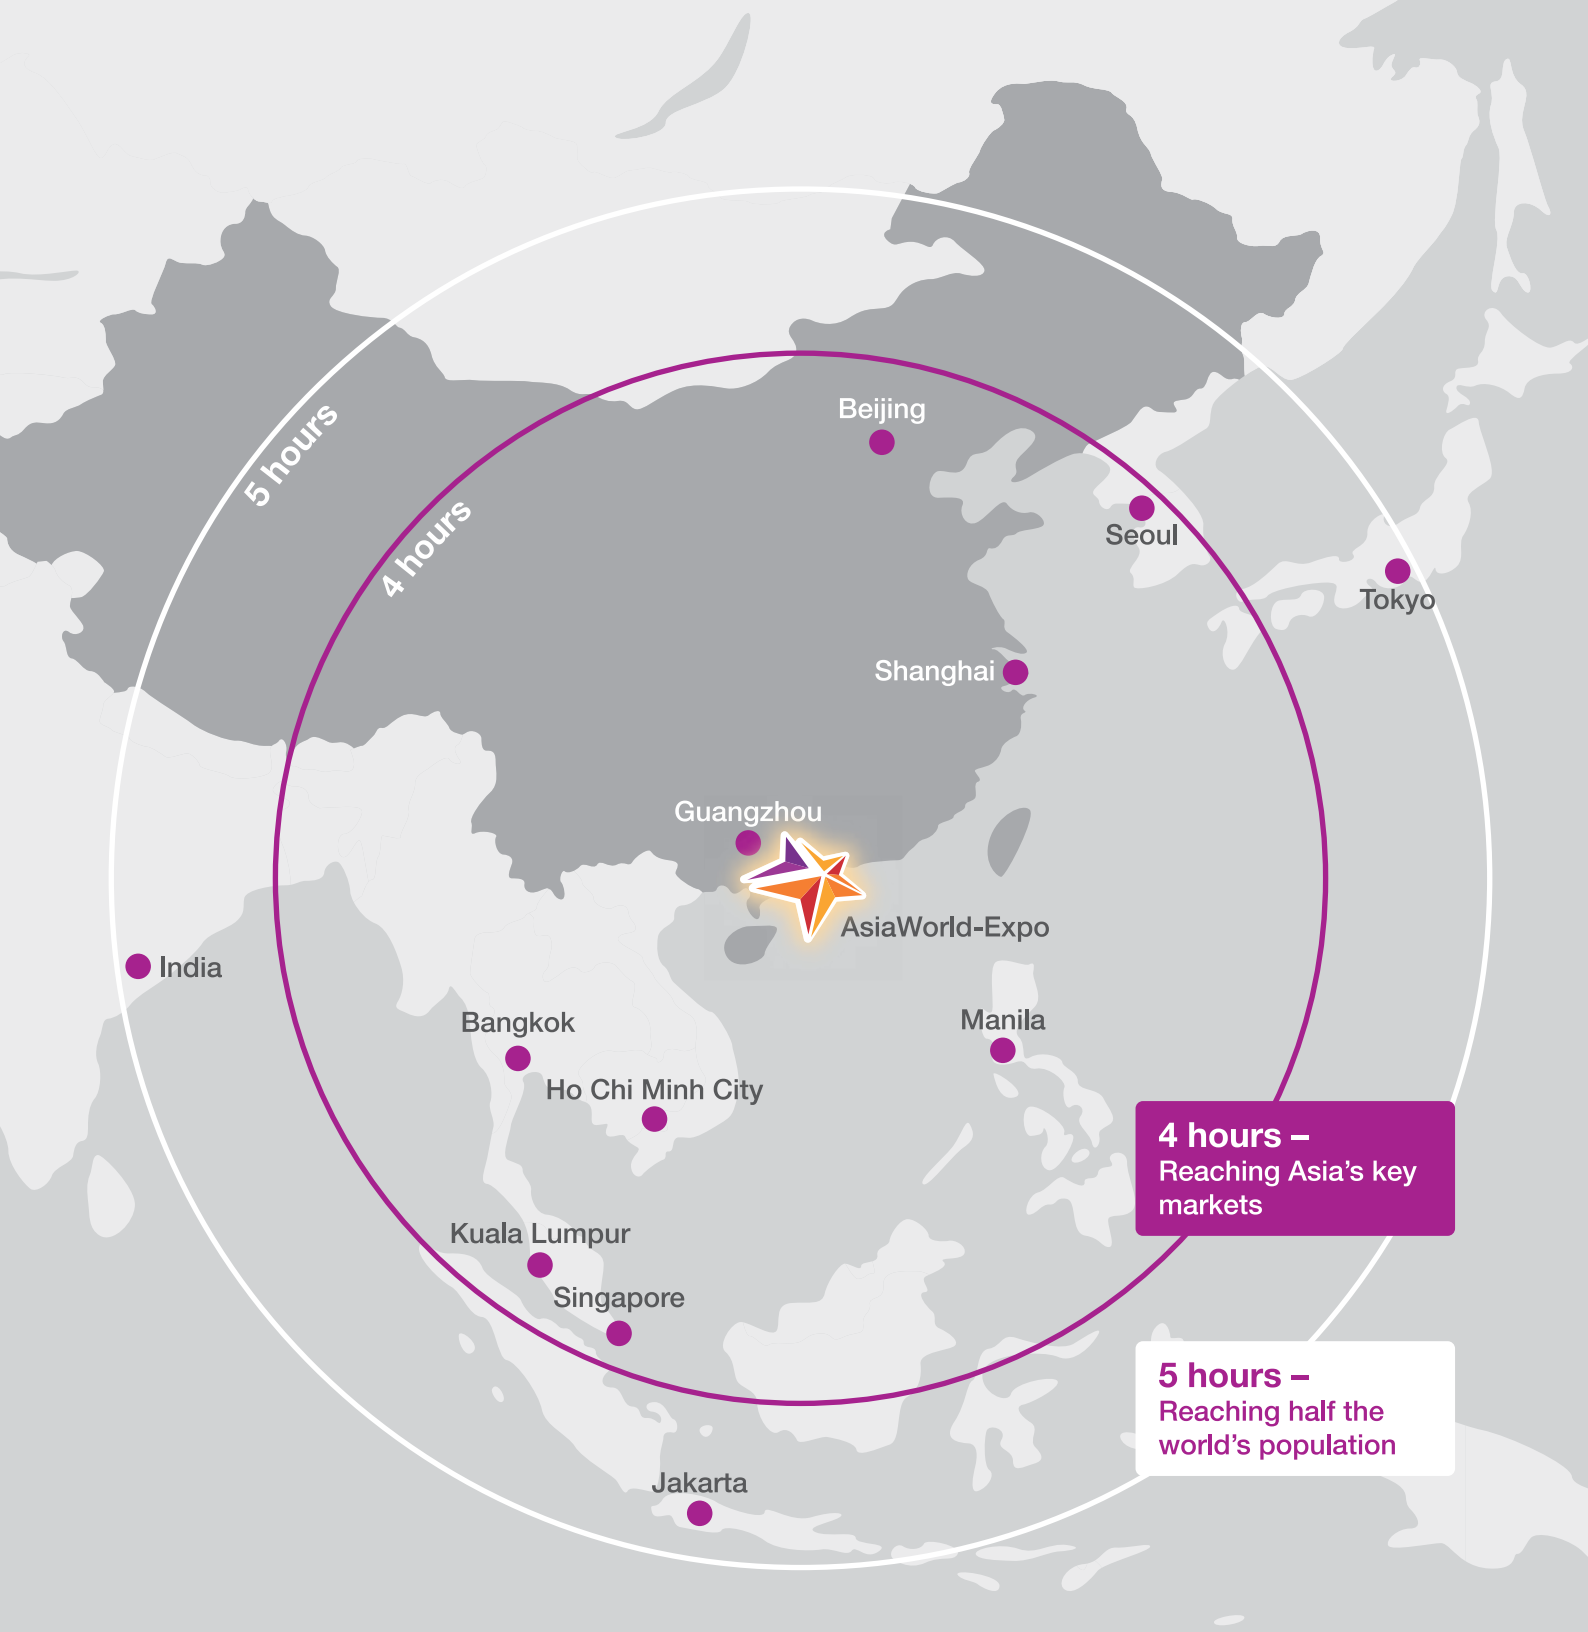 Beijing
5 hours
4 hours
Seoul
Tokyo
Shanghai
Guangzhou
AsiaWorld-Expo
India
Bangkok
Manila
Ho Chi Minh City
4 hours –
Reaching Asia’s key
markets
Kuala Lumpur
Singapore
5 hours –
Reaching half the
world’s population
Jakarta